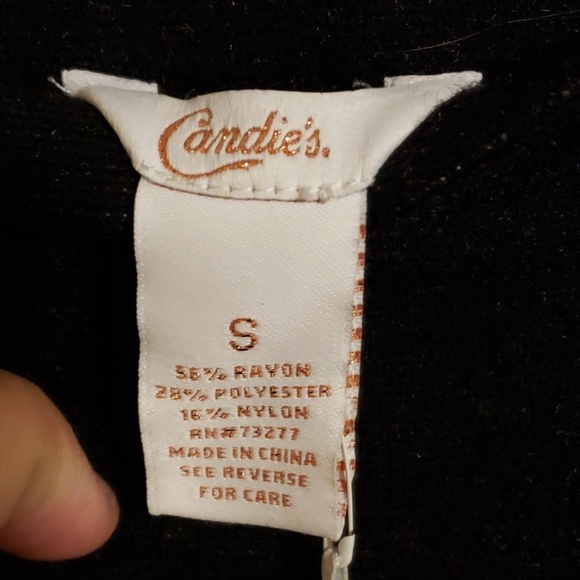 Candie's.
S
56% RAYON
28% POLYESTER
16% NYLON
RN#73277
MADE IN CHINA
SEE REVERSE
FOR CARE